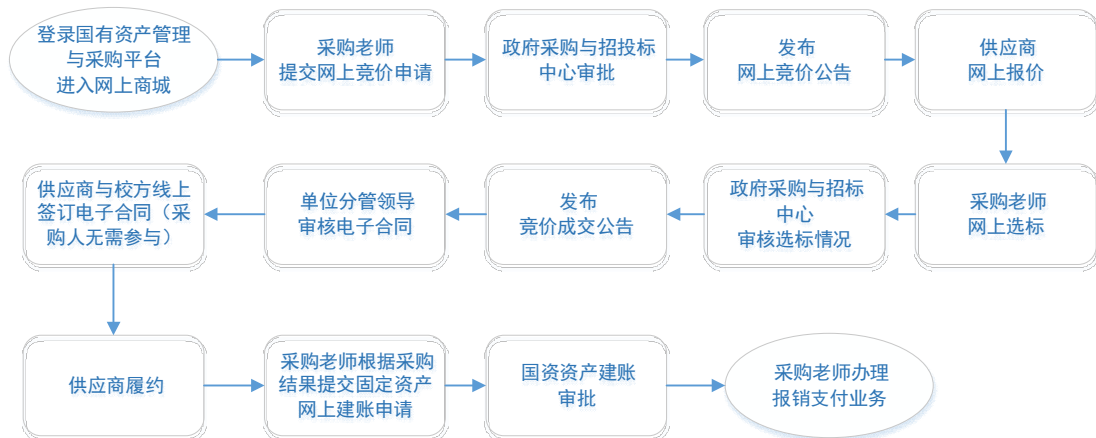 登录国有资产管理
与采购平台
进入网上商城
采购老师
提交网上竞价申请
政府采购与招投标
中心审批
发布
网上竞价公告
供应商
网上报价
供应商与校方线上
签订电子合同（采
购人无需参与）
单位分管领导
审核电子合同
发布
竞价成交公告
政府采购与招标
中心
审核选标情况
采购老师
网上选标
供应商履约
采购老师根据采购
结果提交固定资产
网上建账申请
国资资产建账
审批
采购老师办理
报销支付业务